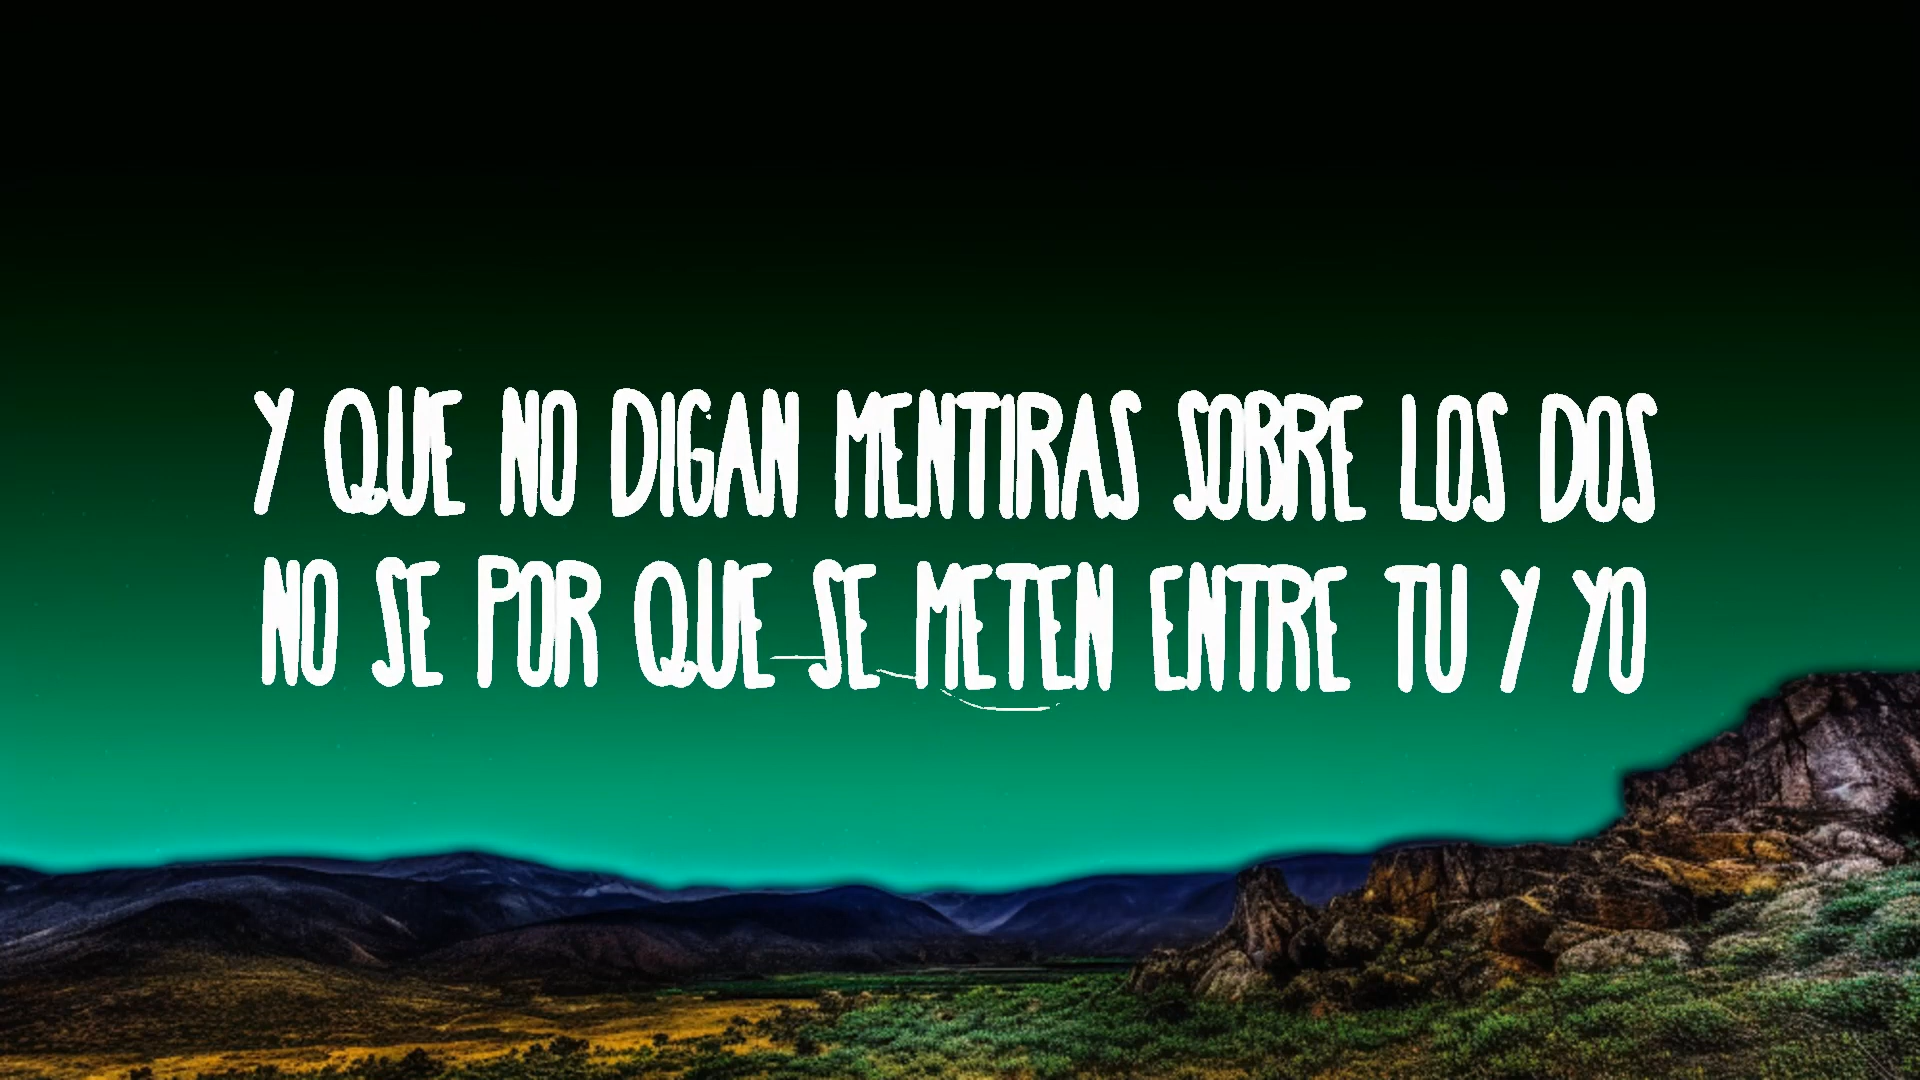 Y QUE NO DIGAN MENTIRAS SOBRE LOS DOS
NO SE POR QUE SE METEN ENTRE TU Y YO